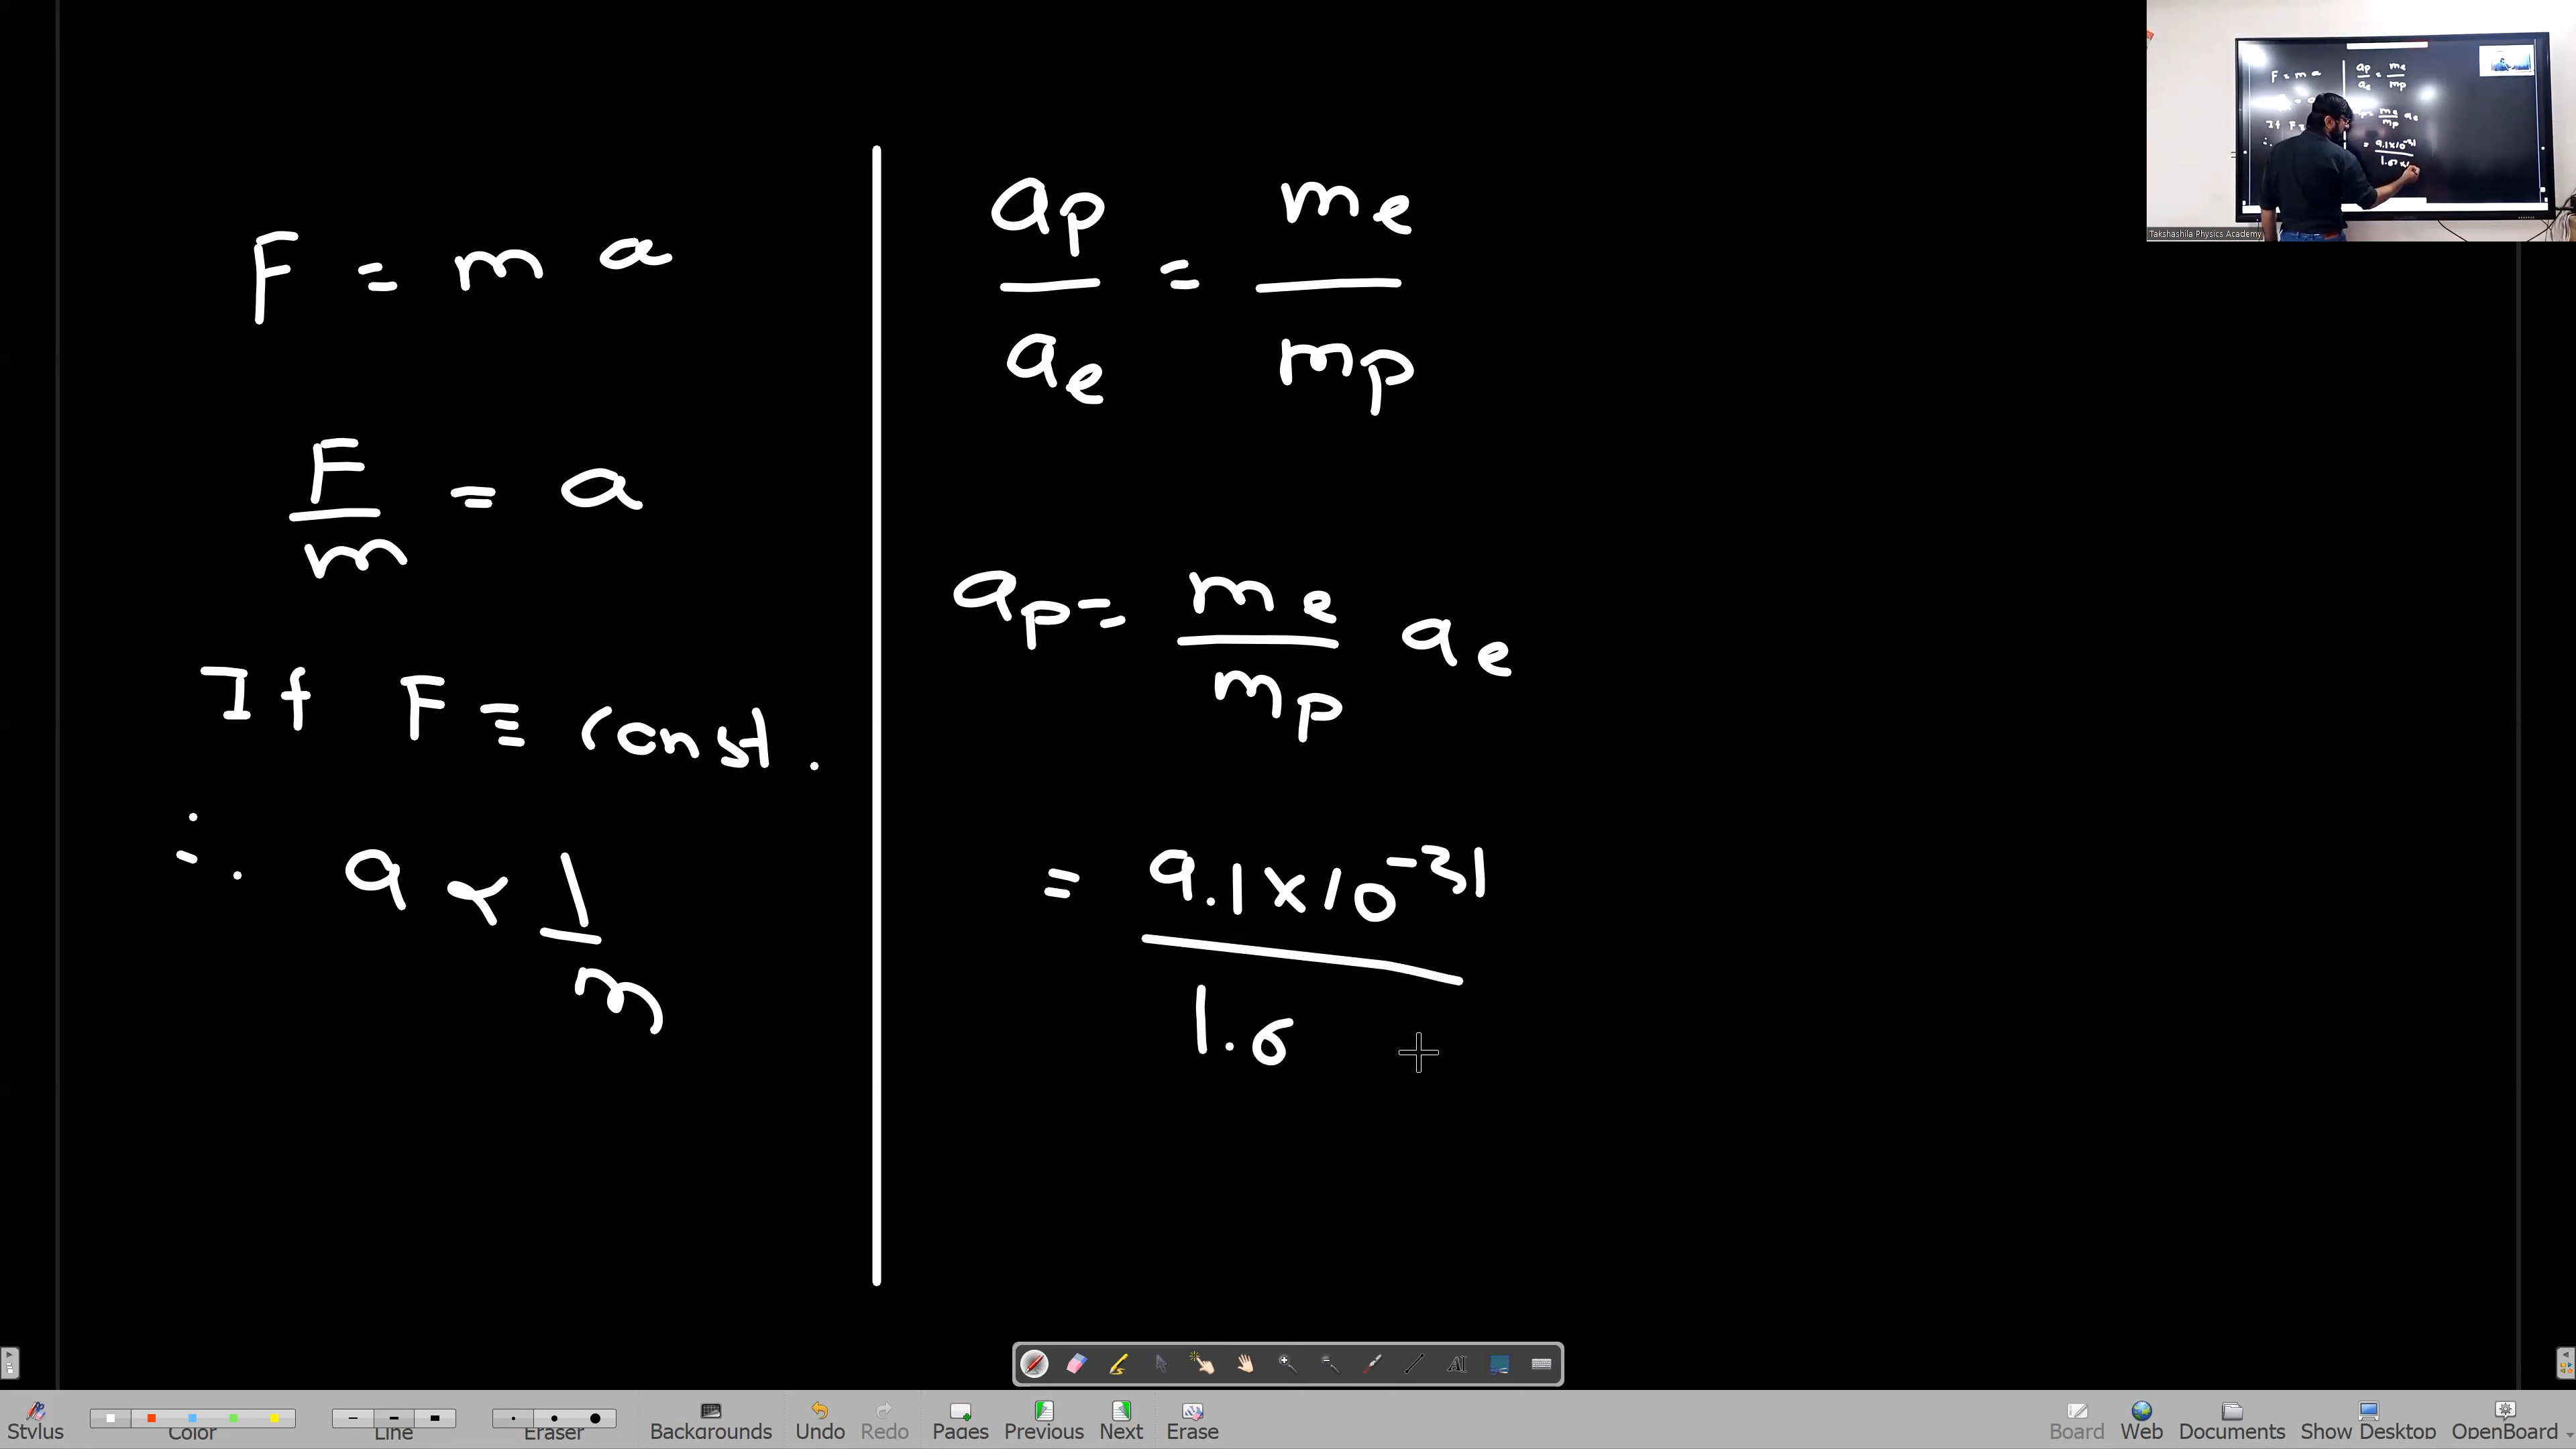 F = m a
F/m = a
If F ≡ const.
∴ a ∝ 1/m
ap/ae = me/mp
ap = me/mp ae
= 9.1 × 10⁻³¹ / 1.6
Takshashila Physics Academy
Stylus
Color
Line
Eraser
Backgrounds
Undo
Redo
Pages
Previous
Next
Erase
Board
Web
Documents
Show Desktop
OpenBoard